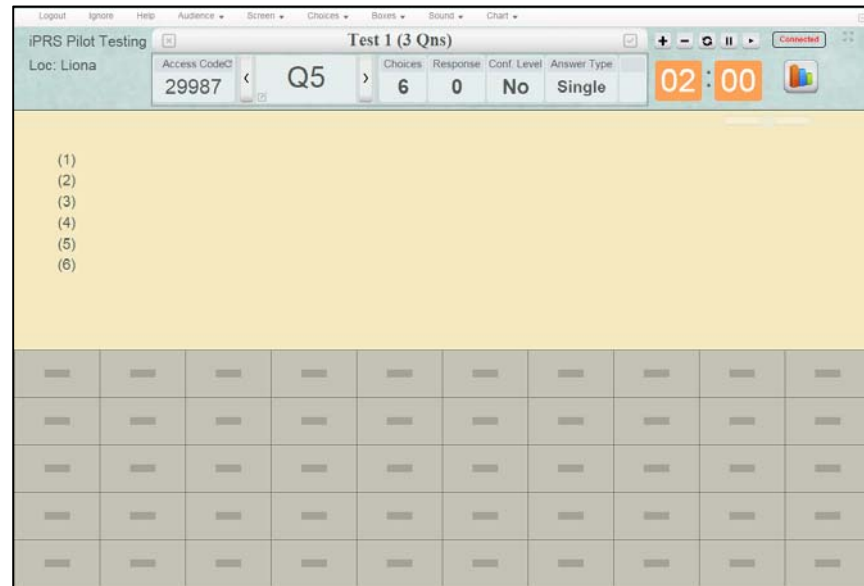 Logout Ignore Help Audience Screen Choices Boxes Sound Chart
iPRS Pilot Testing
Test 1 (3 Qns)
Connected
Loc: Liona
Access Code
29987
Q5
Choices
6
Response
0
Conf. Level
No
Answer Type
Single
02:00
(1)
(2)
(3)
(4)
(5)
(6)